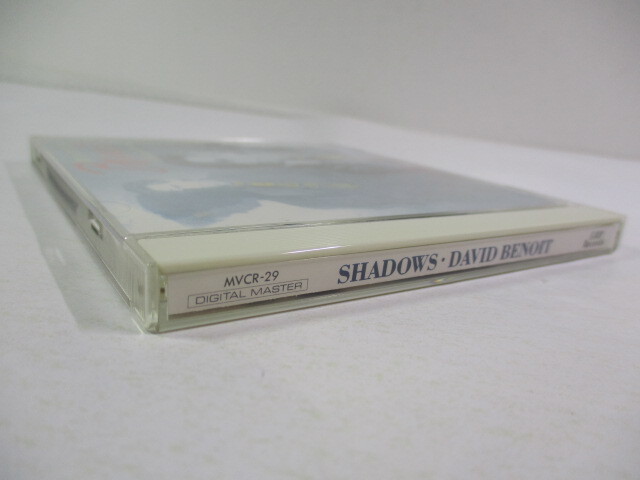 MVCR-29
DIGITAL MASTER
SHADOWS · DAVID BENOIT